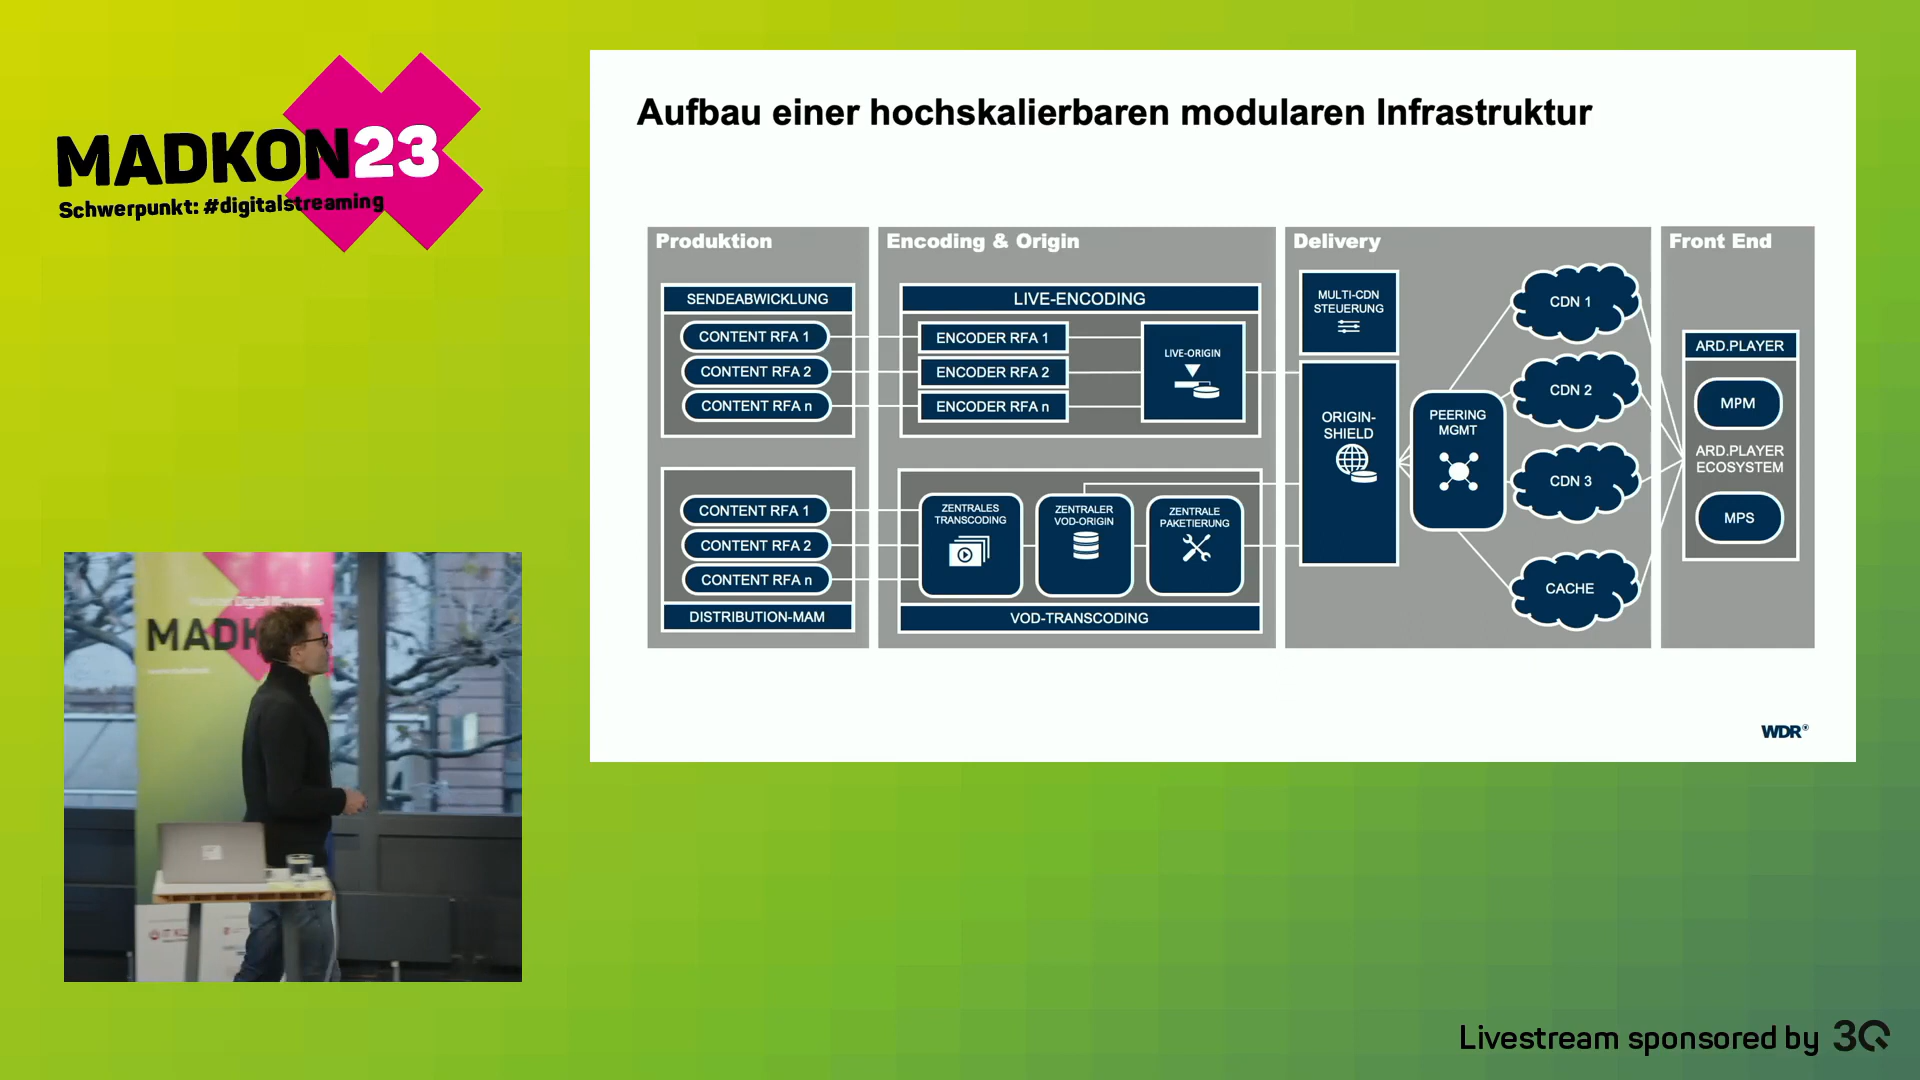 MADKON23
Schwerpunkt: #digitalstreaming
Aufbau einer hochskalierbaren modularen Infrastruktur
Produktion
SENDEABWICKLUNG
CONTENT RFA 1
CONTENT RFA 2
CONTENT RFA n
CONTENT RFA 1
CONTENT RFA 2
CONTENT RFA n
DISTRIBUTION-MAM
Encoding & Origin
LIVE-ENCODING
ENCODER RFA 1
ENCODER RFA 2
ENCODER RFA n
LIVE-ORIGIN
ZENTRALES
TRANSCODING
ZENTRALER
VOD-ORIGIN
ZENTRALE
PAKETIERUNG
VOD-TRANSCODING
Delivery
MULTI-CDN
STEUERUNG
ORIGIN-
SHIELD
PEERING
MGMT
CDN 1
CDN 2
CDN 3
CACHE
Front End
ARD.PLAYER
MPM
ARD.PLAYER
ECOSYSTEM
MPS
WDR®
MADK
Livestream sponsored by 3Q